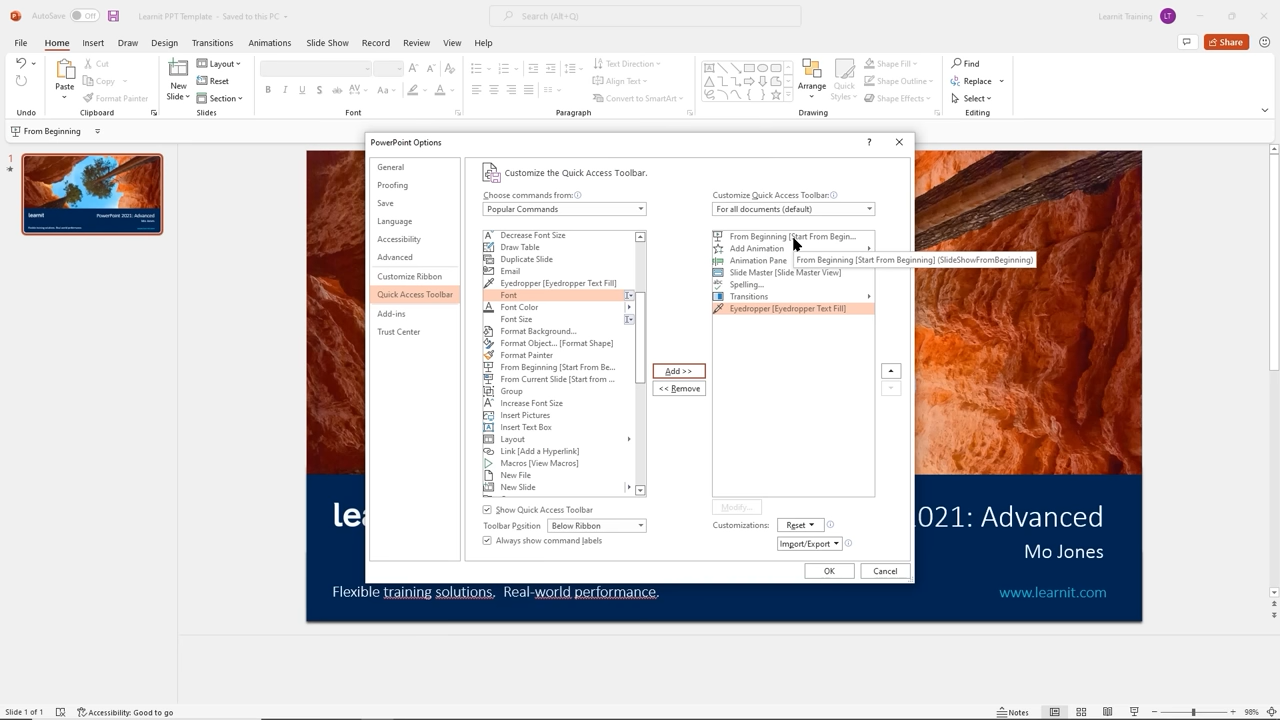 AutoSave Off Learnit PPT Template - Saved to this PC Search (Alt+Q) Learnit Training LT
File Home Insert Draw Design Transitions Animations Slide Show Record Review View Help Share
Paste Cut Copy Format Painter New Slide Layout Reset Section Text Direction Align Text Convert to SmartArt Arrange Quick Styles Shape Fill Shape Outline Shape Effects Find Replace Select
Undo Clipboard Slides Font Paragraph Drawing Editing
From Beginning
PowerPoint Options
1
General
Proofing
Save
Language
Accessibility
Advanced
Customize Ribbon
Quick Access Toolbar
Add-ins
Trust Center
Customize the Quick Access Toolbar.
Choose commands from:
Popular Commands
Decrease Font Size
Draw Table
Duplicate Slide
Email
Eyedropper [Eyedropper Text Fill]
Font
Font Color
Font Size
Format Background...
Format Object... [Format Shape]
Format Painter
From Beginning [Start From Be...
From Current Slide [Start from ...
Group
Increase Font Size
Insert Pictures
Insert Text Box
Layout
Link [Add a Hyperlink]
Macros [View Macros]
New File
New Slide
Show Quick Access Toolbar
Toolbar Position Below Ribbon
Always show command labels
Add >>
<< Remove
Customize Quick Access Toolbar:
For all documents (default)
From Beginning [Start From Begin...
Add Animation
Animation Pane
From Beginning [Start From Beginning] (SlideShowFromBeginning)
Slide Master [Slide Master View]
Spelling...
Transitions
Eyedropper [Eyedropper Text Fill]
Modify...
Customizations: Reset
Import/Export
OK Cancel
learnit PowerPoint 2021: Advanced
Mo Jones
lea 2021: Advanced
Mo Jones
Flexible training solutions. Real-world performance. www.learnit.com
Slide 1 of 1 Accessibility: Good to go Notes 98%